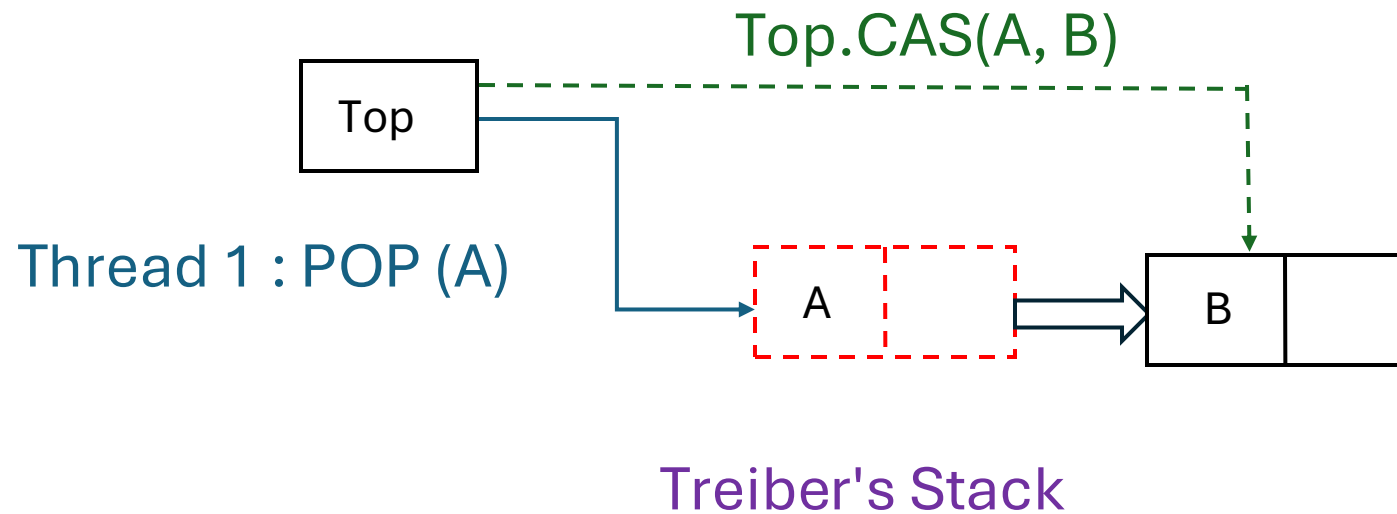 Top.CAS(A, B)
Top
Thread 1 : POP (A)
A
B
Treiber's Stack